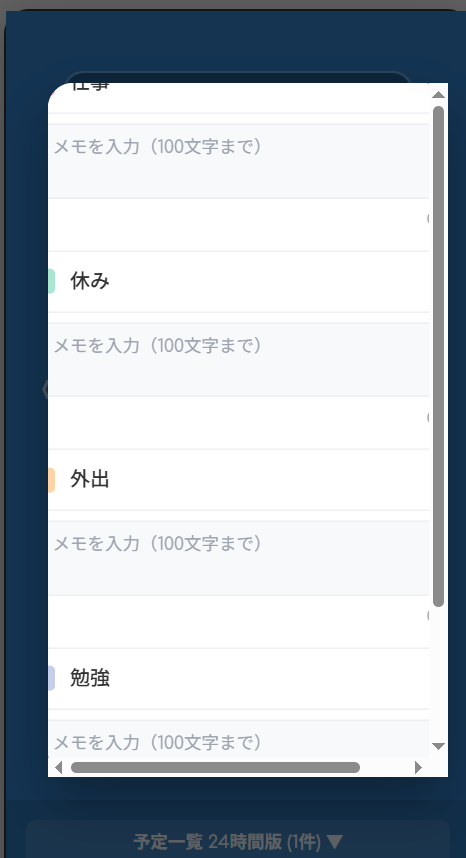 仕事
メモを入力（100文字まで）
休み
メモを入力（100文字まで）
外出
メモを入力（100文字まで）
勉強
メモを入力（100文字まで）
予定一覧 24時間版 (1件) ▼